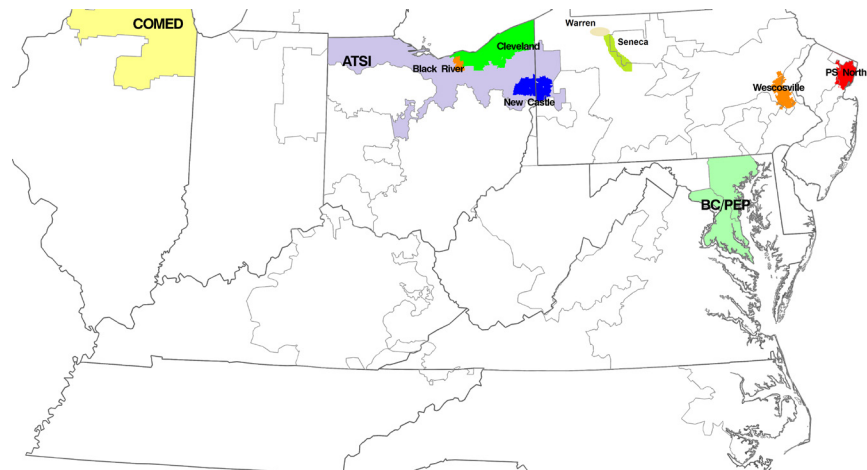 COMED
Warren
Seneca
Cleveland
ATSI
Black River
PS North
Wescosville
New Castle
BC/PEP